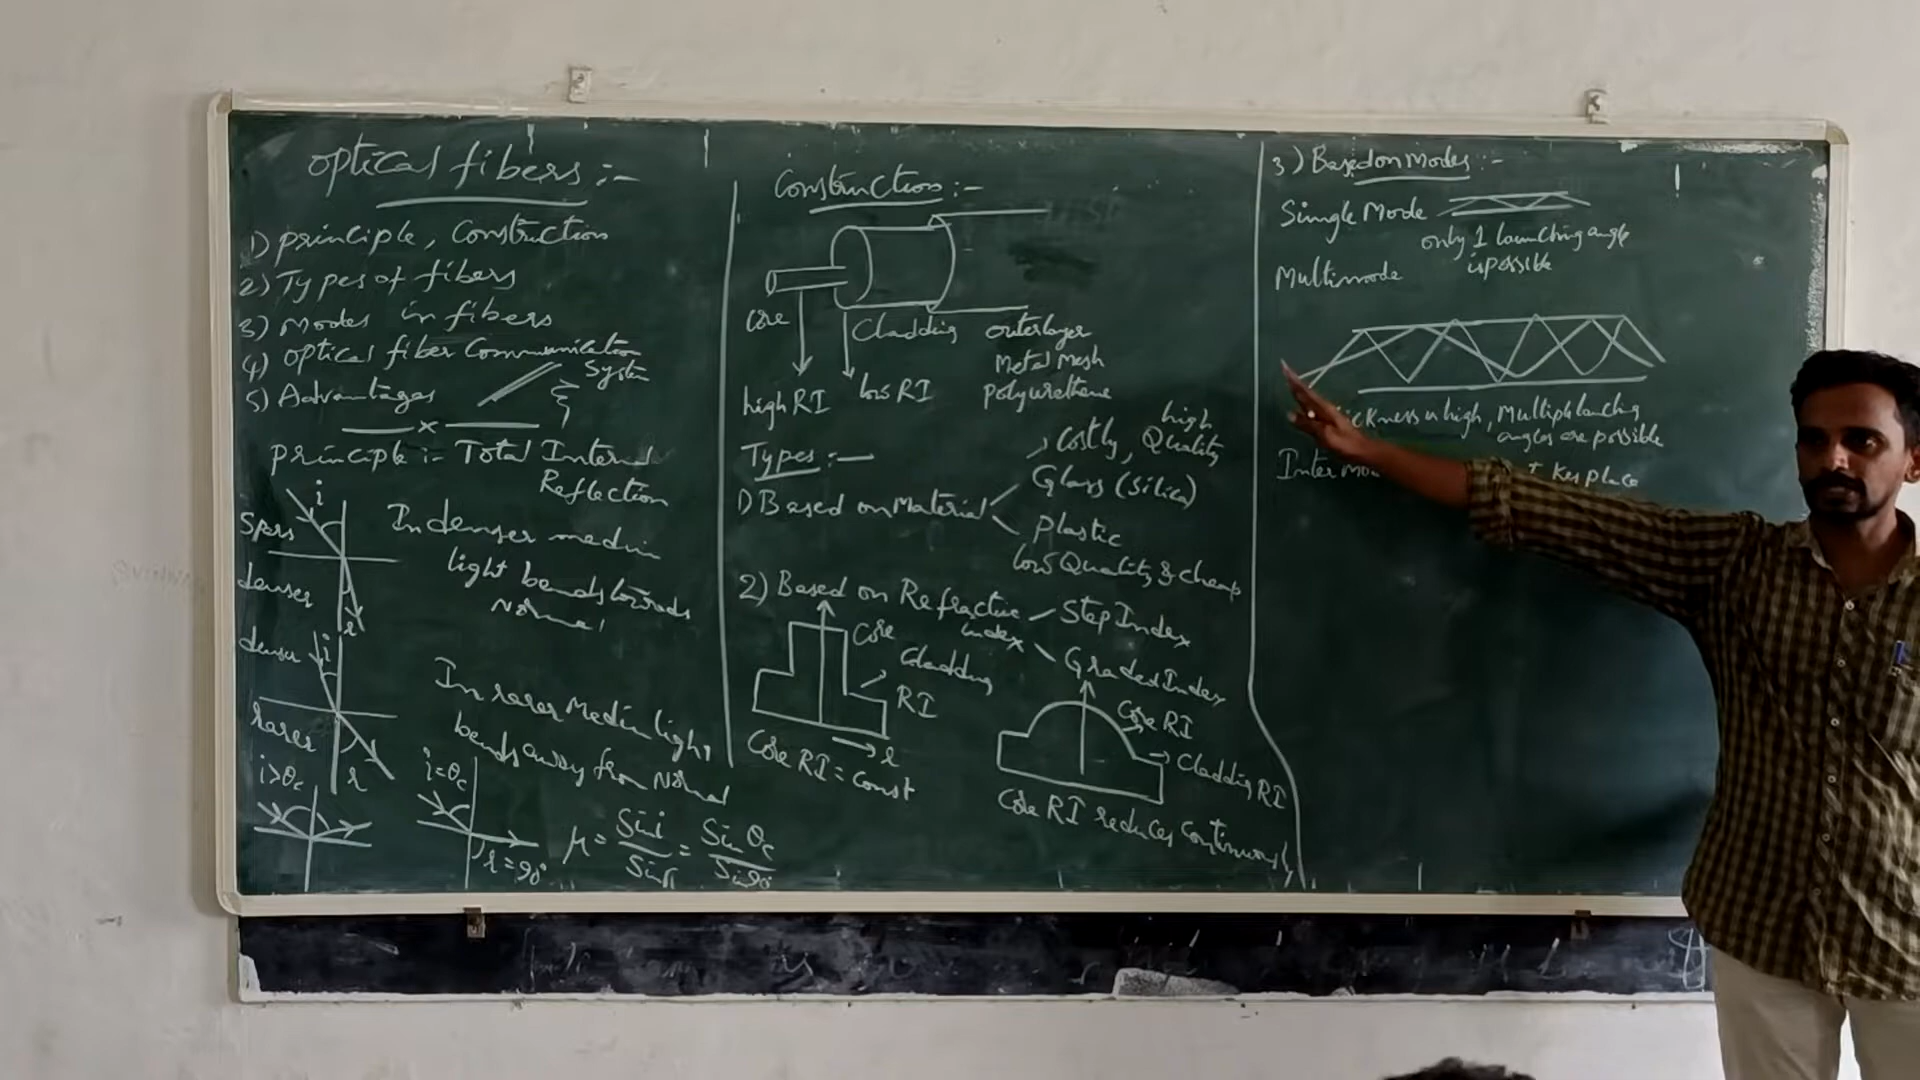 optical fibers :-
1) principle, Construction
2) Types of fibers
3) Modes in fibers
4) optical fiber Communication
System
5) Advantages
x
principle :- Total Internal
Reflection
i
denser
r
In denser medium
light bends towards
Normal
denser
i
rarer
r
In rarer Medium light
bends away from Normal
i>θc
i=θc
r=90°
μ = Sin i / Sin r = Sin θc / Sin 90°
Construction :-
Core
Cladding
outer layer
Metal Mesh
polyurethene
high RI
low RI
Types :-
1) Based on Material
Costly, high Quality
Glass (Silica)
Plastic
low Quality & cheap
2) Based on Refractive
index
Step Index
Graded Index
Core
Cladding
RI
r
Core RI = Const
Core RI
Cladding RI
Core RI reduces Continuously
3) Based on modes :-
Single Mode
only 1 launching angle
is possible
Multimode
is high, Multiple launching
angles are possible
Inter
place